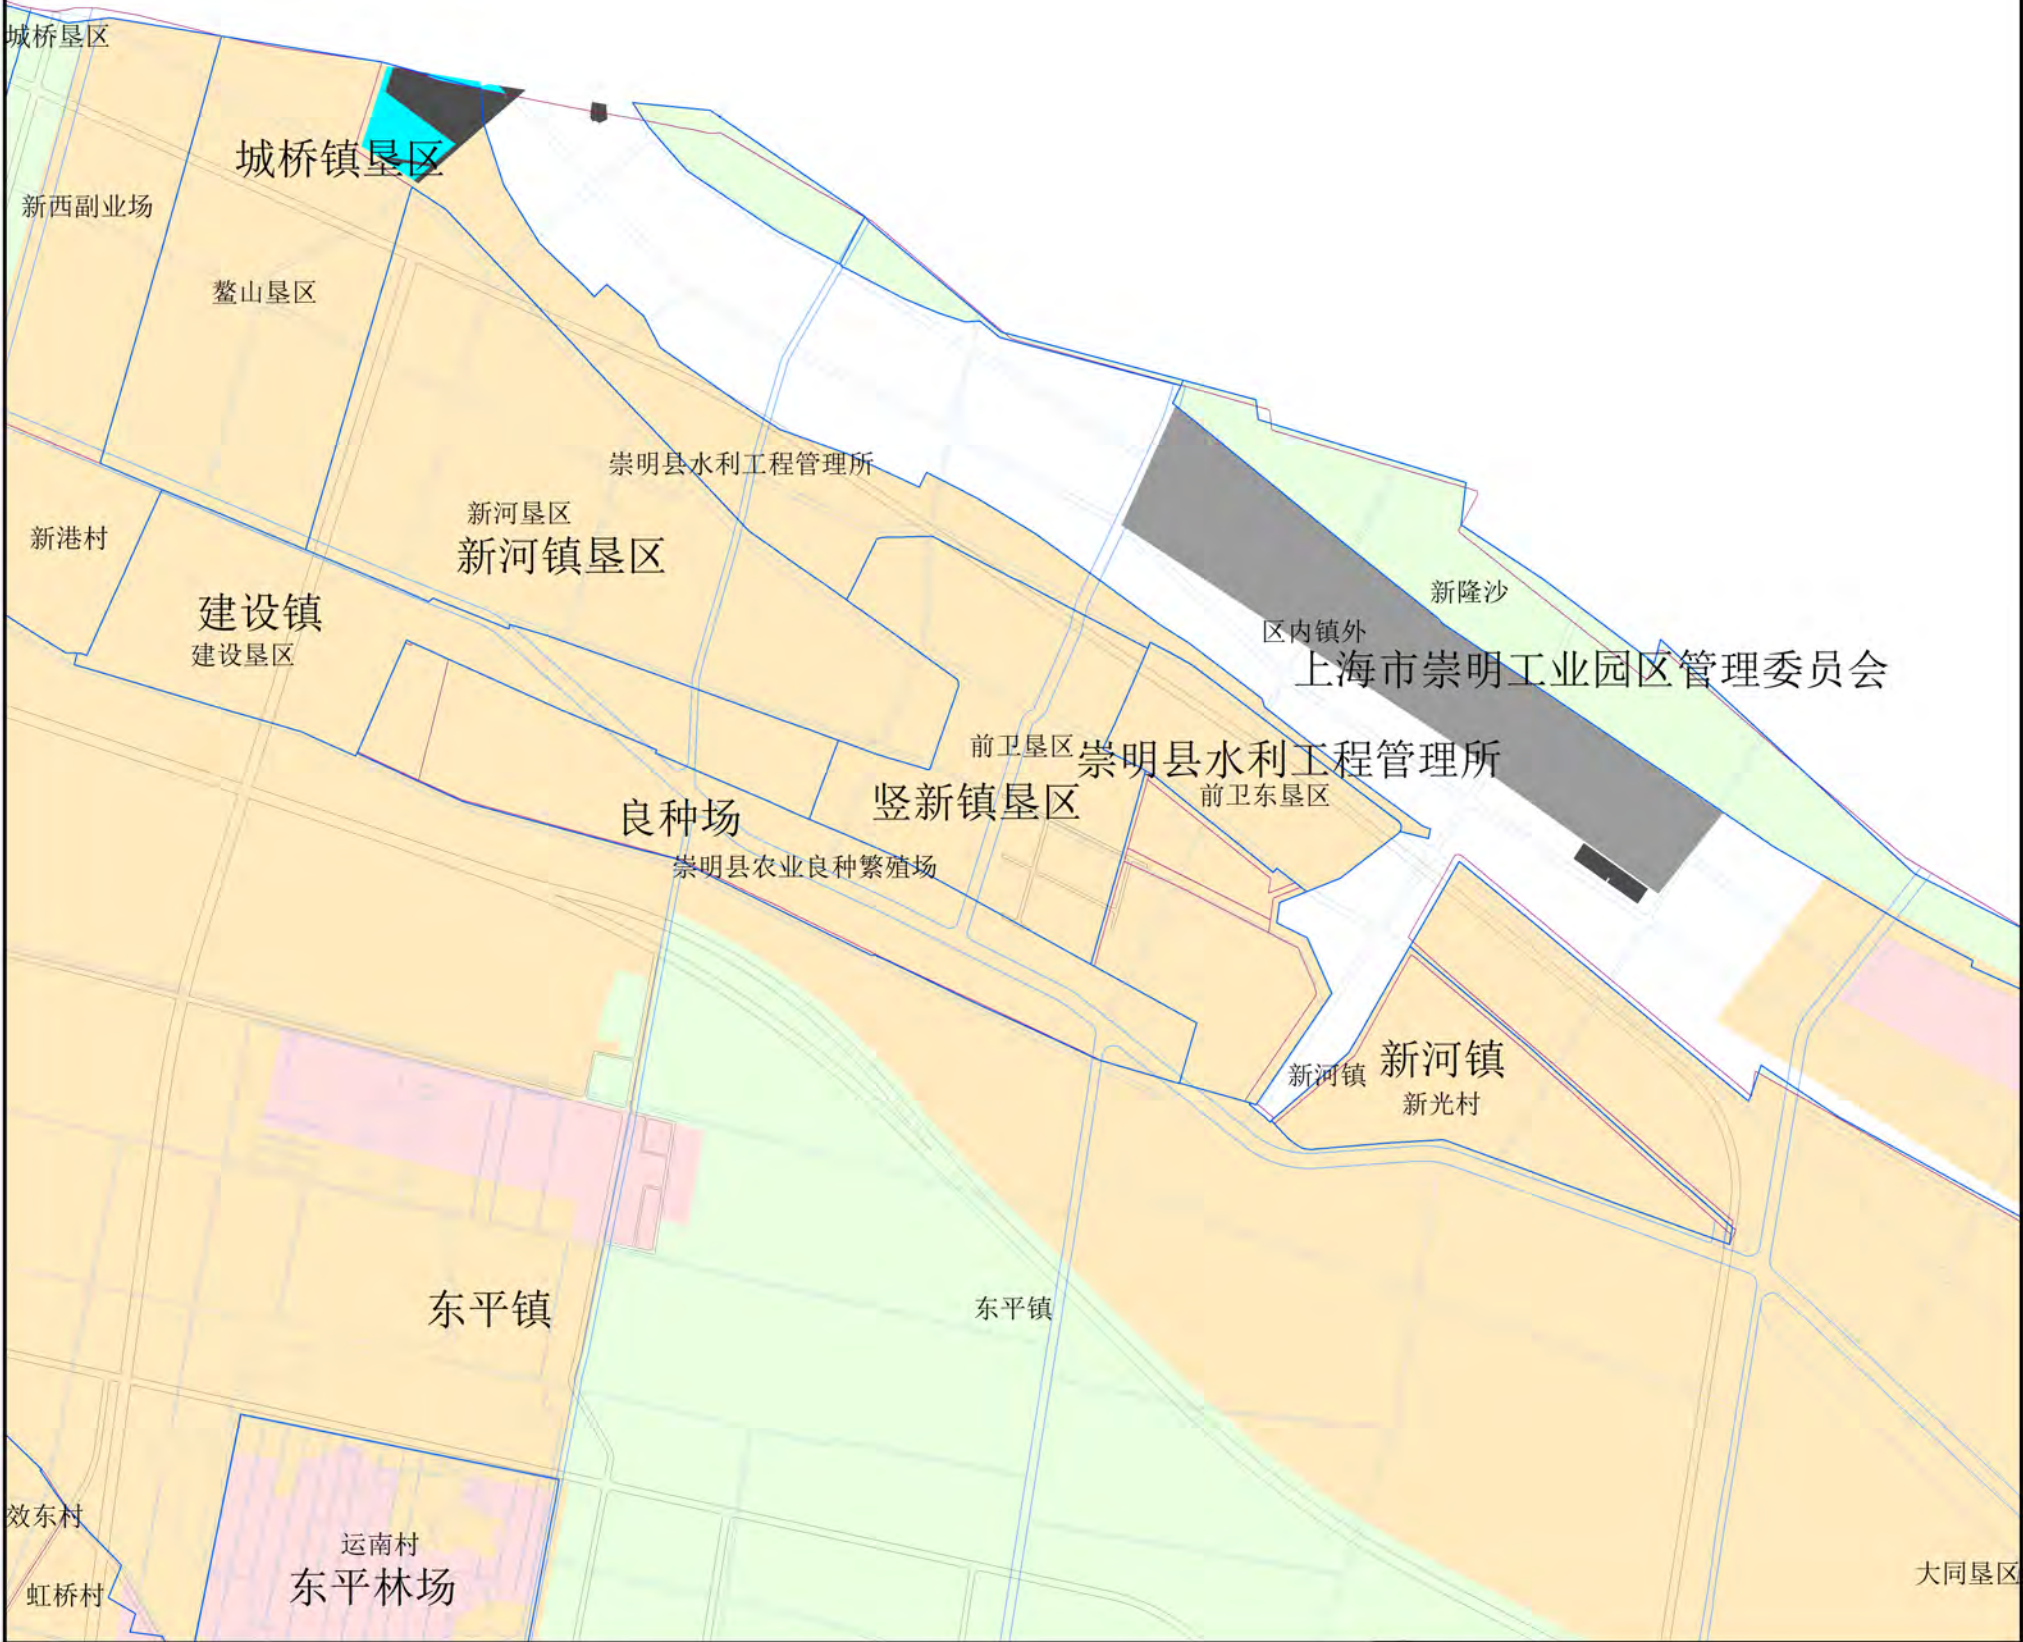 城桥垦区
城桥镇垦区
新西副业场
鳌山垦区
崇明县水利工程管理所
新河垦区
新河镇垦区
新港村
建设镇
建设垦区
新隆沙
区内镇外
上海市崇明工业园区管理委员会
前卫垦区
崇明县水利工程管理所
前卫东垦区
竖新镇垦区
良种场
崇明县农业良种繁殖场
新河镇
新河镇
新光村
东平镇
东平镇
效东村
运南村
东平林场
虹桥村
大同垦区